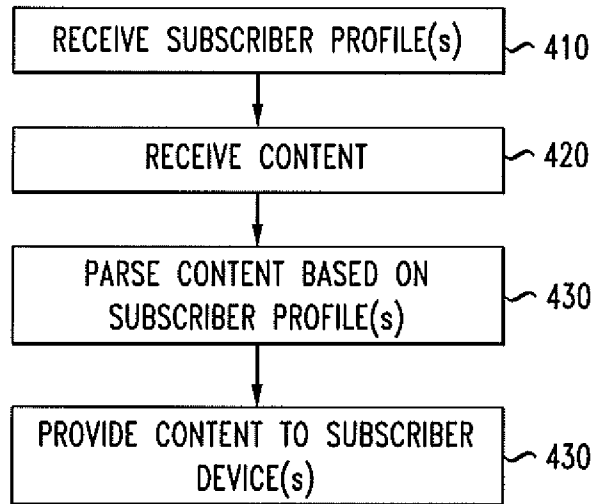 RECEIVE SUBSCRIBER PROFILE(s)
410
RECEIVE CONTENT
420
PARSE CONTENT BASED ON
SUBSCRIBER PROFILE(s)
430
PROVIDE CONTENT TO SUBSCRIBER
DEVICE(s)
430